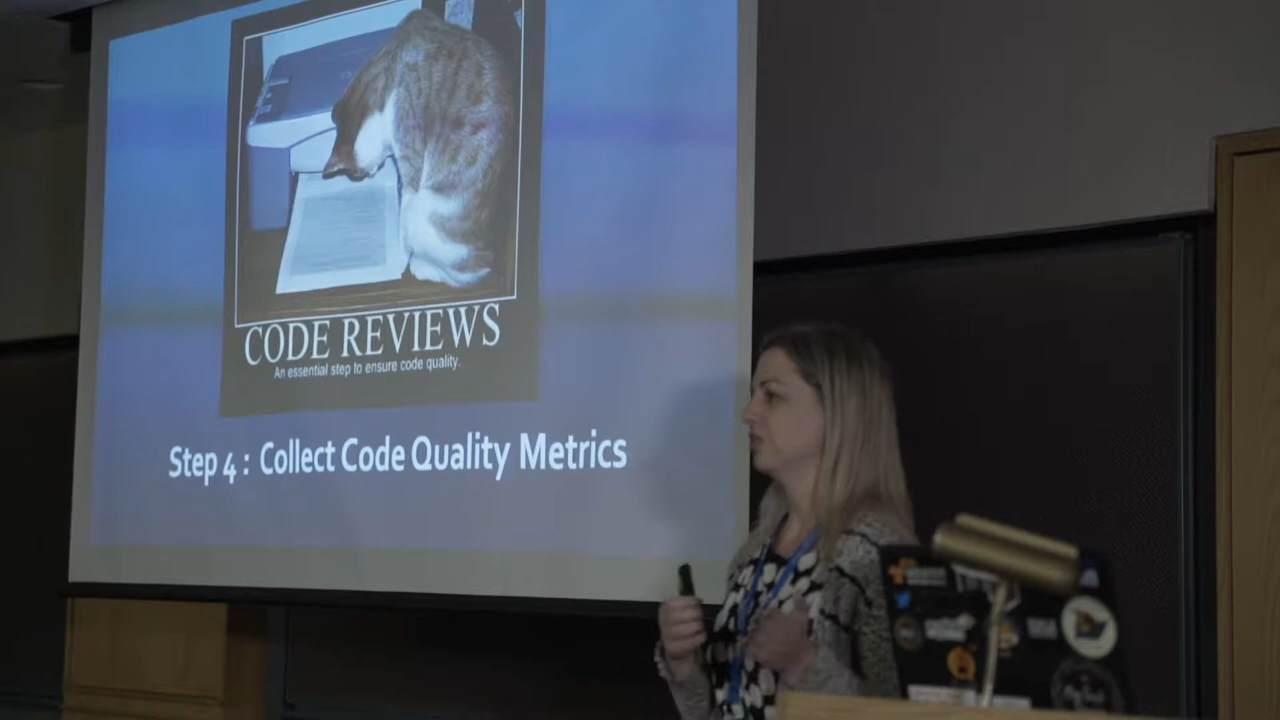 CODE REVIEWS
An essential step to ensure code quality.
Step 4 : Collect Code Quality Metrics